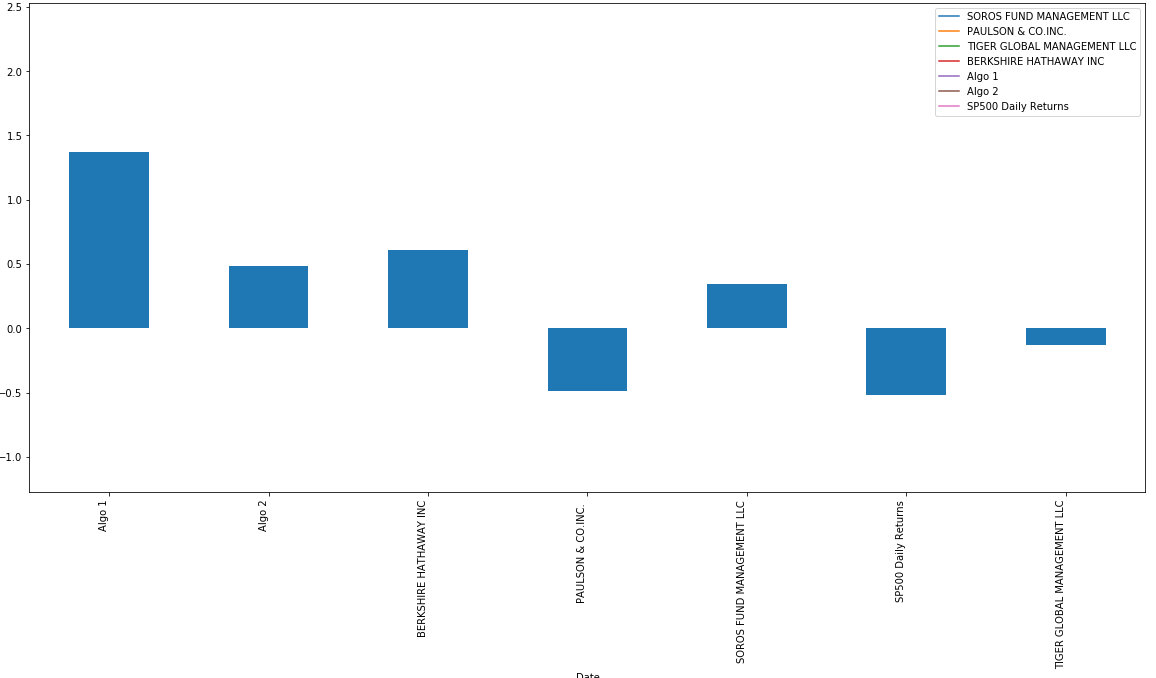 2.5
2.0
1.5
1.0
0.5
0.0
−0.5
−1.0
SOROS FUND MANAGEMENT LLC
PAULSON & CO.INC.
TIGER GLOBAL MANAGEMENT LLC
BERKSHIRE HATHAWAY INC
Algo 1
Algo 2
SP500 Daily Returns
Algo 1
Algo 2
BERKSHIRE HATHAWAY INC
PAULSON & CO.INC.
SOROS FUND MANAGEMENT LLC
SP500 Daily Returns
TIGER GLOBAL MANAGEMENT LLC
Date